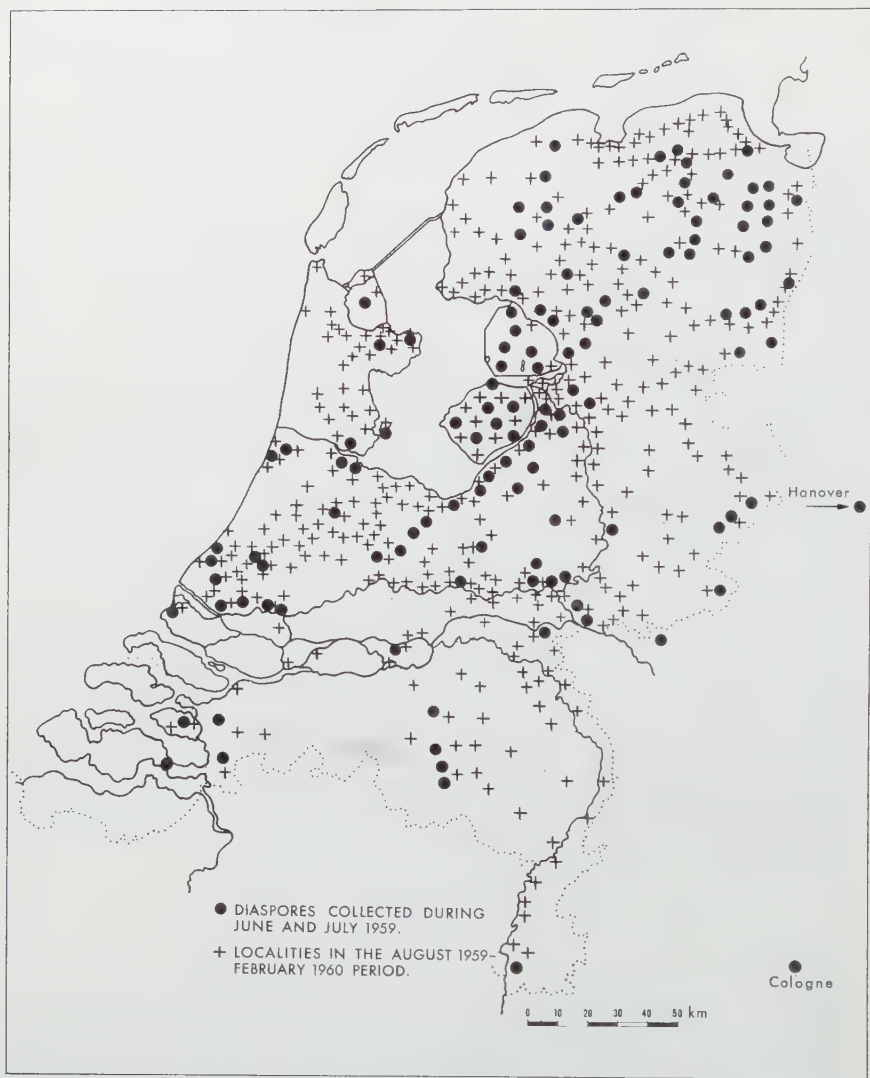 Hanover
● DIASPORES COLLECTED DURING
JUNE AND JULY 1959.
+ LOCALITIES IN THE AUGUST 1959–
FEBRUARY 1960 PERIOD.
Cologne
0 10 20 30 40 50 km